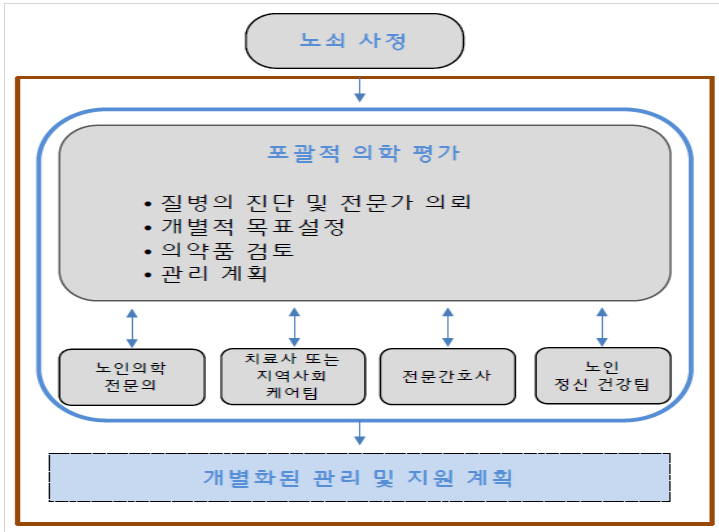 노쇠 사정
포괄적 의학 평가
• 질병의 진단 및 전문가 의뢰
• 개별적 목표설정
• 의약품 검토
• 관리 계획
노인의학
전문의
치료사 또는
지역사회
케어팀
전문간호사
노인
정신 건강팀
개별화된 관리 및 지원 계획